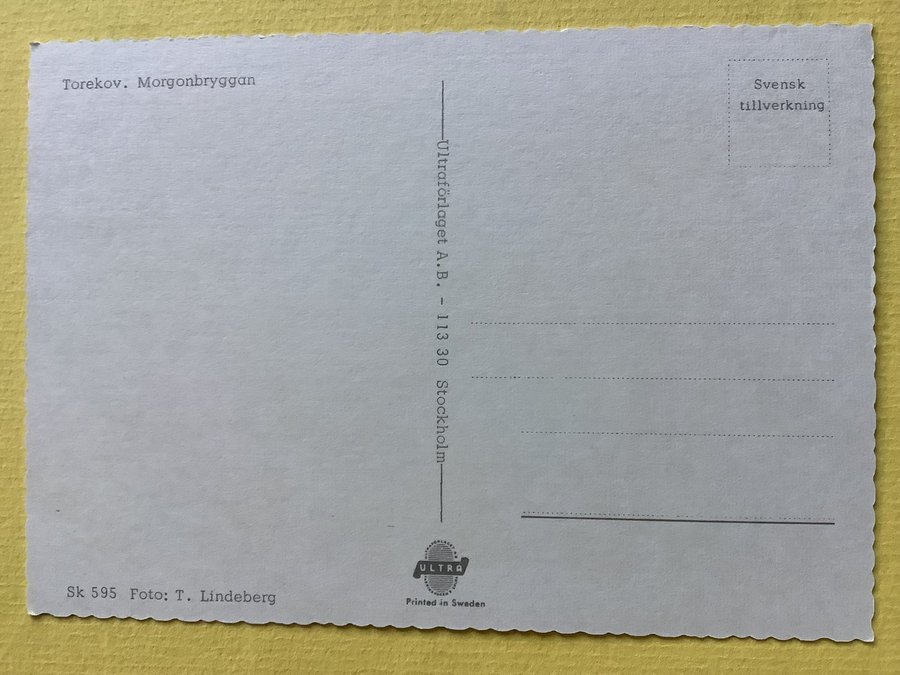 Torekov. Morgonbryggan
Svensk
tillverkning
Ultraförlaget A.B. - 113 30 Stockholm
ULTRA
Printed in Sweden
Sk 595 Foto: T. Lindeberg